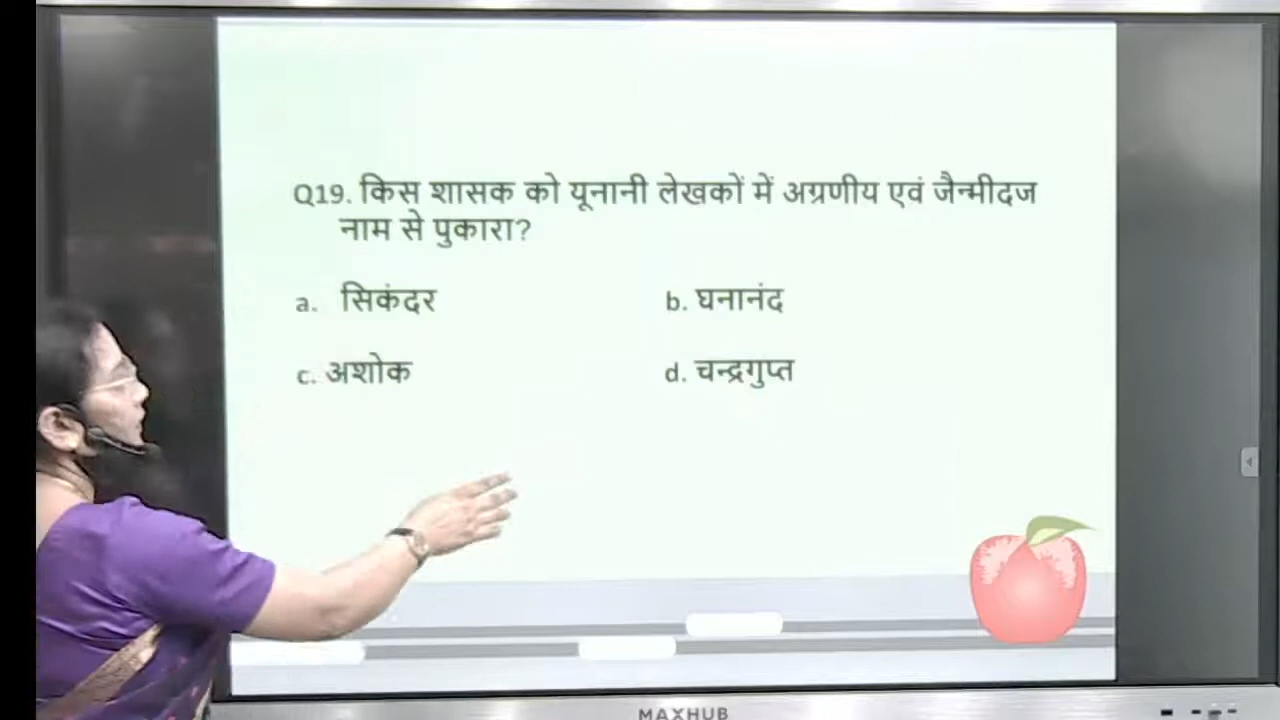 Q19. किस शासक को यूनानी लेखकों में अग्रणीय एवं जैन्मीदज
नाम से पुकारा?
a. सिकंदर
b. घनानंद
c. अशोक
d. चन्द्रगुप्त
MAXHUB